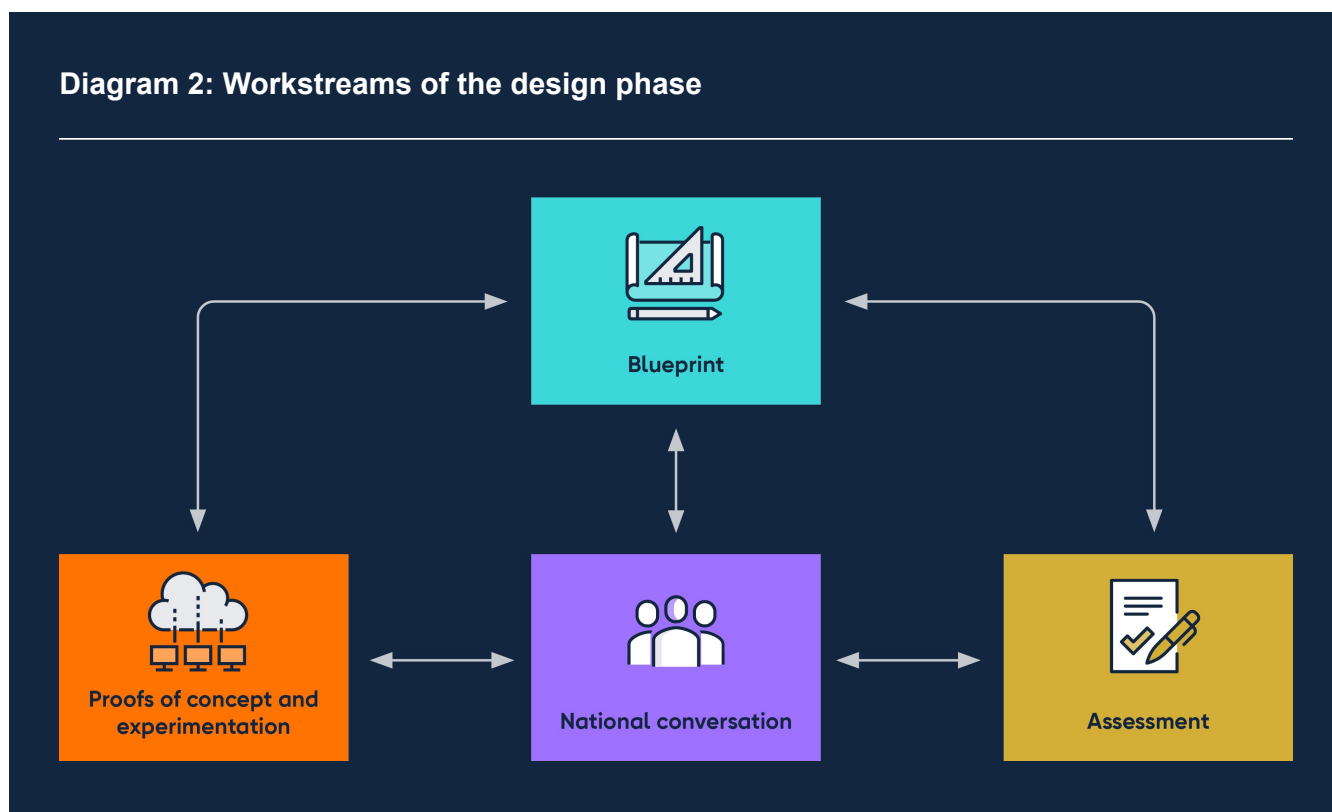 Diagram 2: Workstreams of the design phase
Blueprint
Proofs of concept and
experimentation
National conversation
Assessment